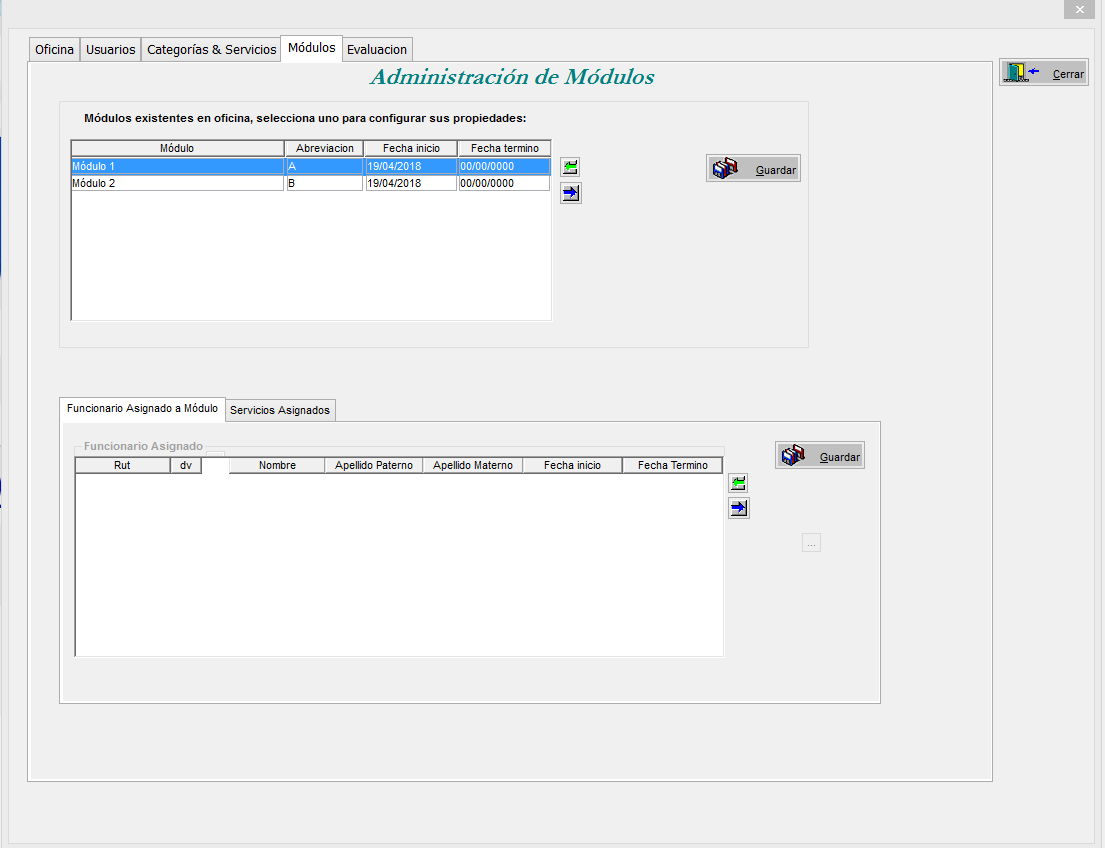 Oficina Usuarios Categorías & Servicios Módulos Evaluacion
Administración de Módulos
Cerrar
Módulos existentes en oficina, selecciona uno para configurar sus propiedades:
Módulo Abreviacion Fecha inicio Fecha termino
Módulo 1 A 19/04/2018 00/00/0000
Módulo 2 B 19/04/2018 00/00/0000
Guardar
Funcionario Asignado a Módulo Servicios Asignados
Funcionario Asignado
Rut dv Nombre Apellido Paterno Apellido Materno Fecha inicio Fecha Termino
Guardar
...